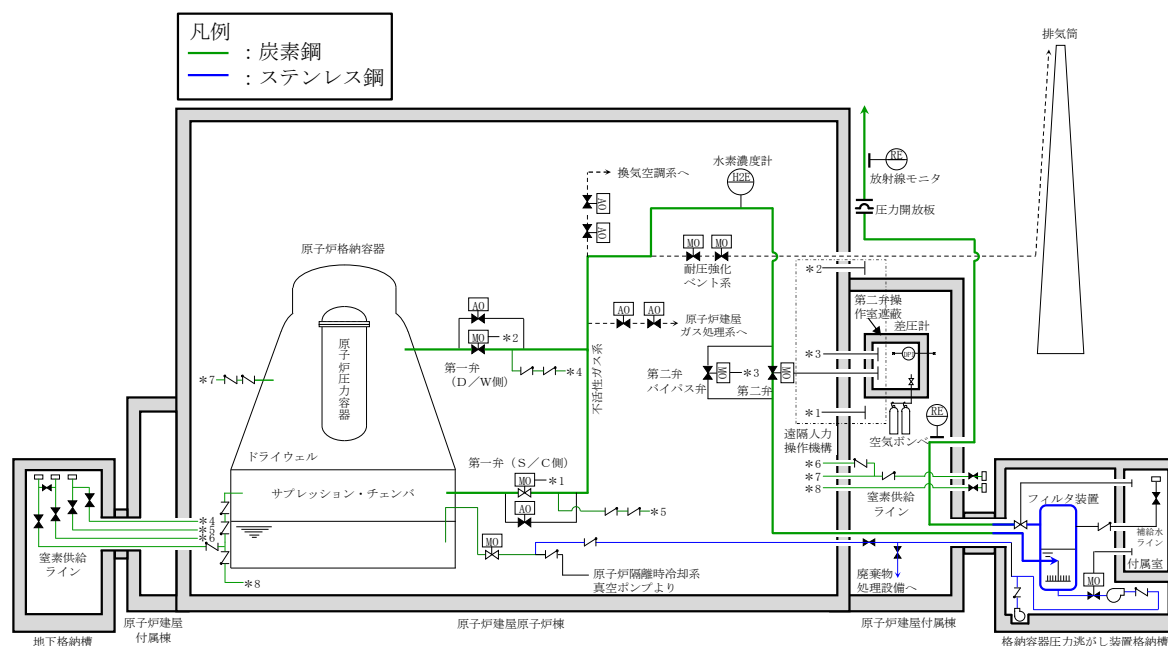 凡例
：炭素鋼
：ステンレス鋼
排気筒
水素濃度計
H2E
換気空調系へ
RE
放射線モニタ
AO
AO
圧力開放板
原子炉格納容器
MO
MO
耐圧強化
ベント系
*2
第二弁操
作室遮蔽
差圧計
AO
AO
AO
原子炉建屋
ガス処理系へ
MO
*2
原子炉圧力容器
不活性ガス系
DPI
*3
第一弁
（D／W側）
*4
第二弁
バイパス弁
MO
*3
第二弁
MO
*7
*1
RE
遠隔人力
操作機構
空気ボンベ
ドライウェル
第一弁（S／C側）
*6
*7
*8
MO
*1
サプレッション・チェンバ
窒素供給
ライン
フィルタ装置
AO
*5
*4
*5
*6
補給水
ライン
MO
窒素供給
ライン
付属室
*8
原子炉隔離時冷却系
真空ポンプより
廃棄物
処理設備へ
MO
原子炉建屋
付属棟
原子炉建屋原子炉棟
原子炉建屋付属棟
地下格納槽
格納容器圧力逃がし装置格納槽